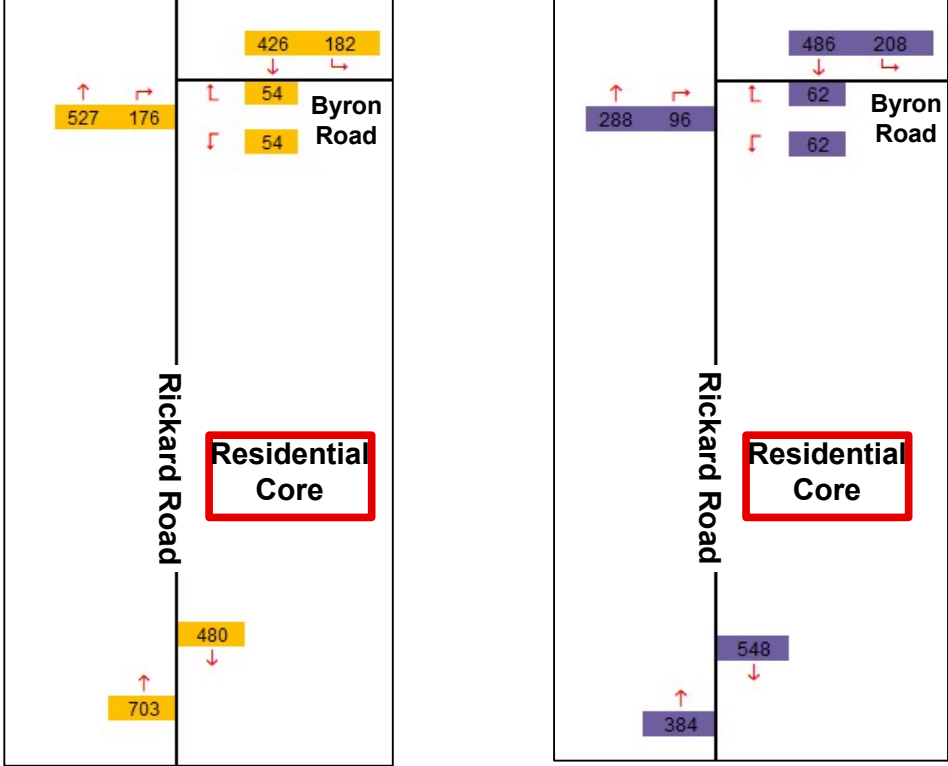 426 182
54
527 176
Byron
Road
54
Rickard Road
Residential
Core
480
703
486 208
62
288 96
Byron
Road
62
Rickard Road
Residential
Core
548
384